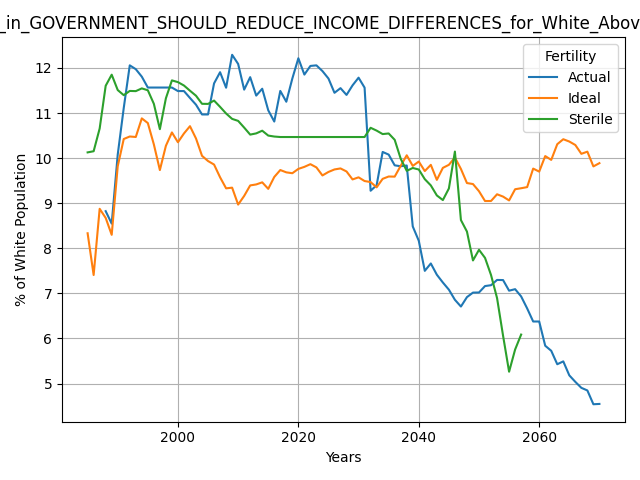 _in_GOVERNMENT_SHOULD_REDUCE_INCOME_DIFFERENCES_for_White_Abov
Fertility
Actual
Ideal
Sterile
% of White Population
12
11
10
9
8
7
6
5
2000
2020
2040
2060
Years